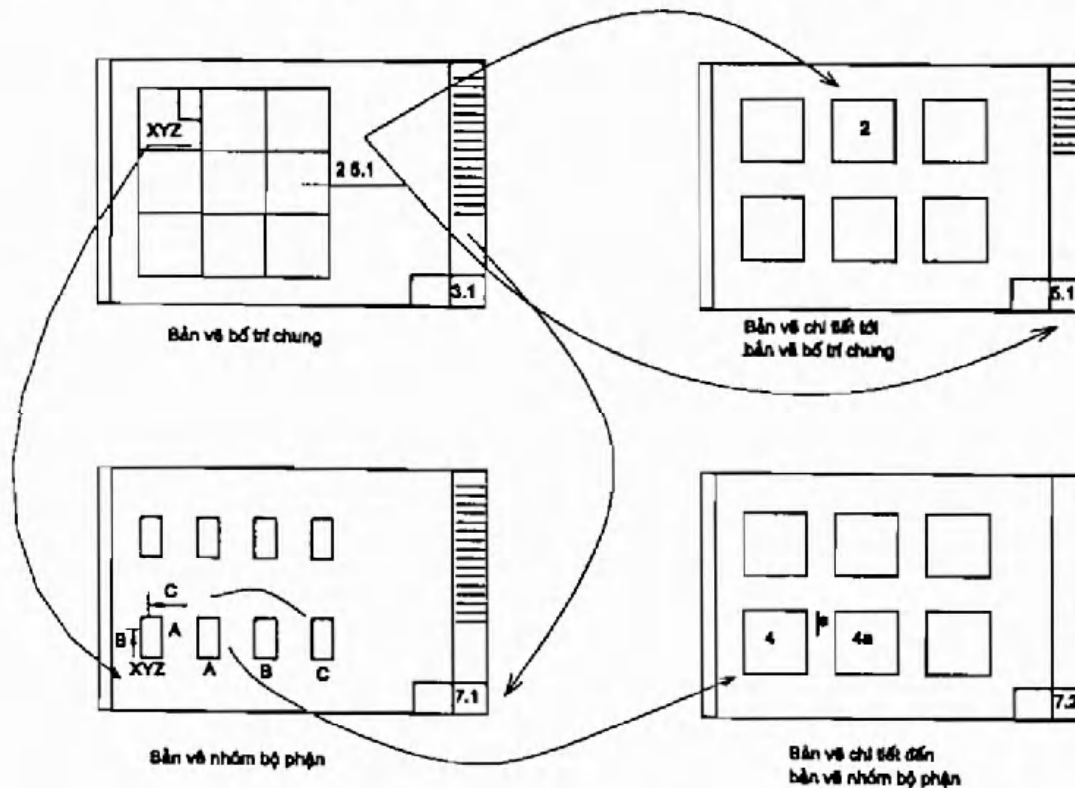 XYZ
2 5.1
3.1
Bản vẽ bố trí chung
2
5.1
Bản vẽ chi tiết tới
bản vẽ bố trí chung
C
B
A
XYZ
A
B
C
7.1
Bản vẽ nhóm bộ phận
4
a
4a
7.2
Bản vẽ chi tiết đến
bản vẽ nhóm bộ phận